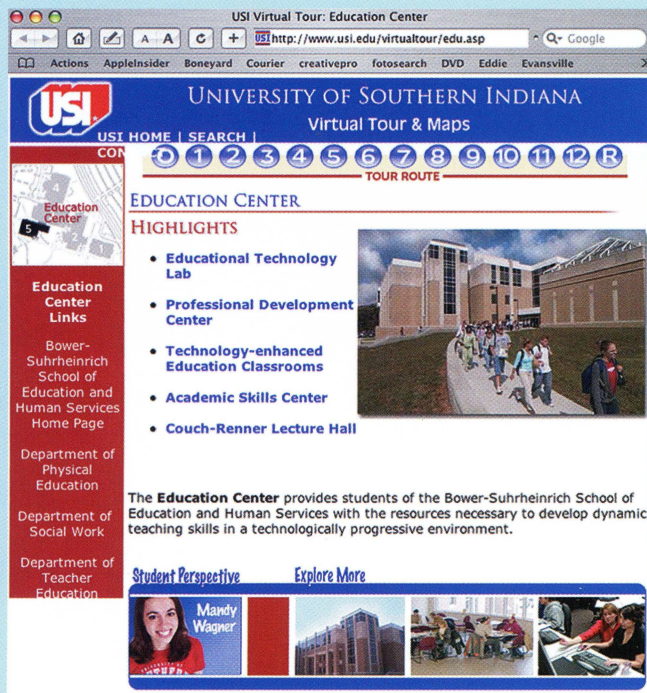 USI Virtual Tour: Education Center
A A C + USI http://www.usi.edu/virtualtour/edu.asp Q Google
Actions AppleInsider Boneyard Courier creativepro fotosearch DVD Eddie Evansville
USI
UNIVERSITY OF SOUTHERN INDIANA
Virtual Tour & Maps
USI HOME | SEARCH |
CON
0 1 2 3 4 5 6 7 8 9 10 11 12 R
TOUR ROUTE
4
Education
Center
5
1
Education
Center
Links
Bower-
Suhrheinrich
School of
Education and
Human Services
Home Page
Department of
Physical
Education
Department of
Social Work
Department of
Teacher
Education
EDUCATION CENTER
HIGHLIGHTS
• Educational Technology
Lab
• Professional Development
Center
• Technology-enhanced
Education Classrooms
• Academic Skills Center
• Couch-Renner Lecture Hall
The Education Center provides students of the Bower-Suhrheinrich School of
Education and Human Services with the resources necessary to develop dynamic
teaching skills in a technologically progressive environment.
Student Perspective Explore More
Mandy
Wagner